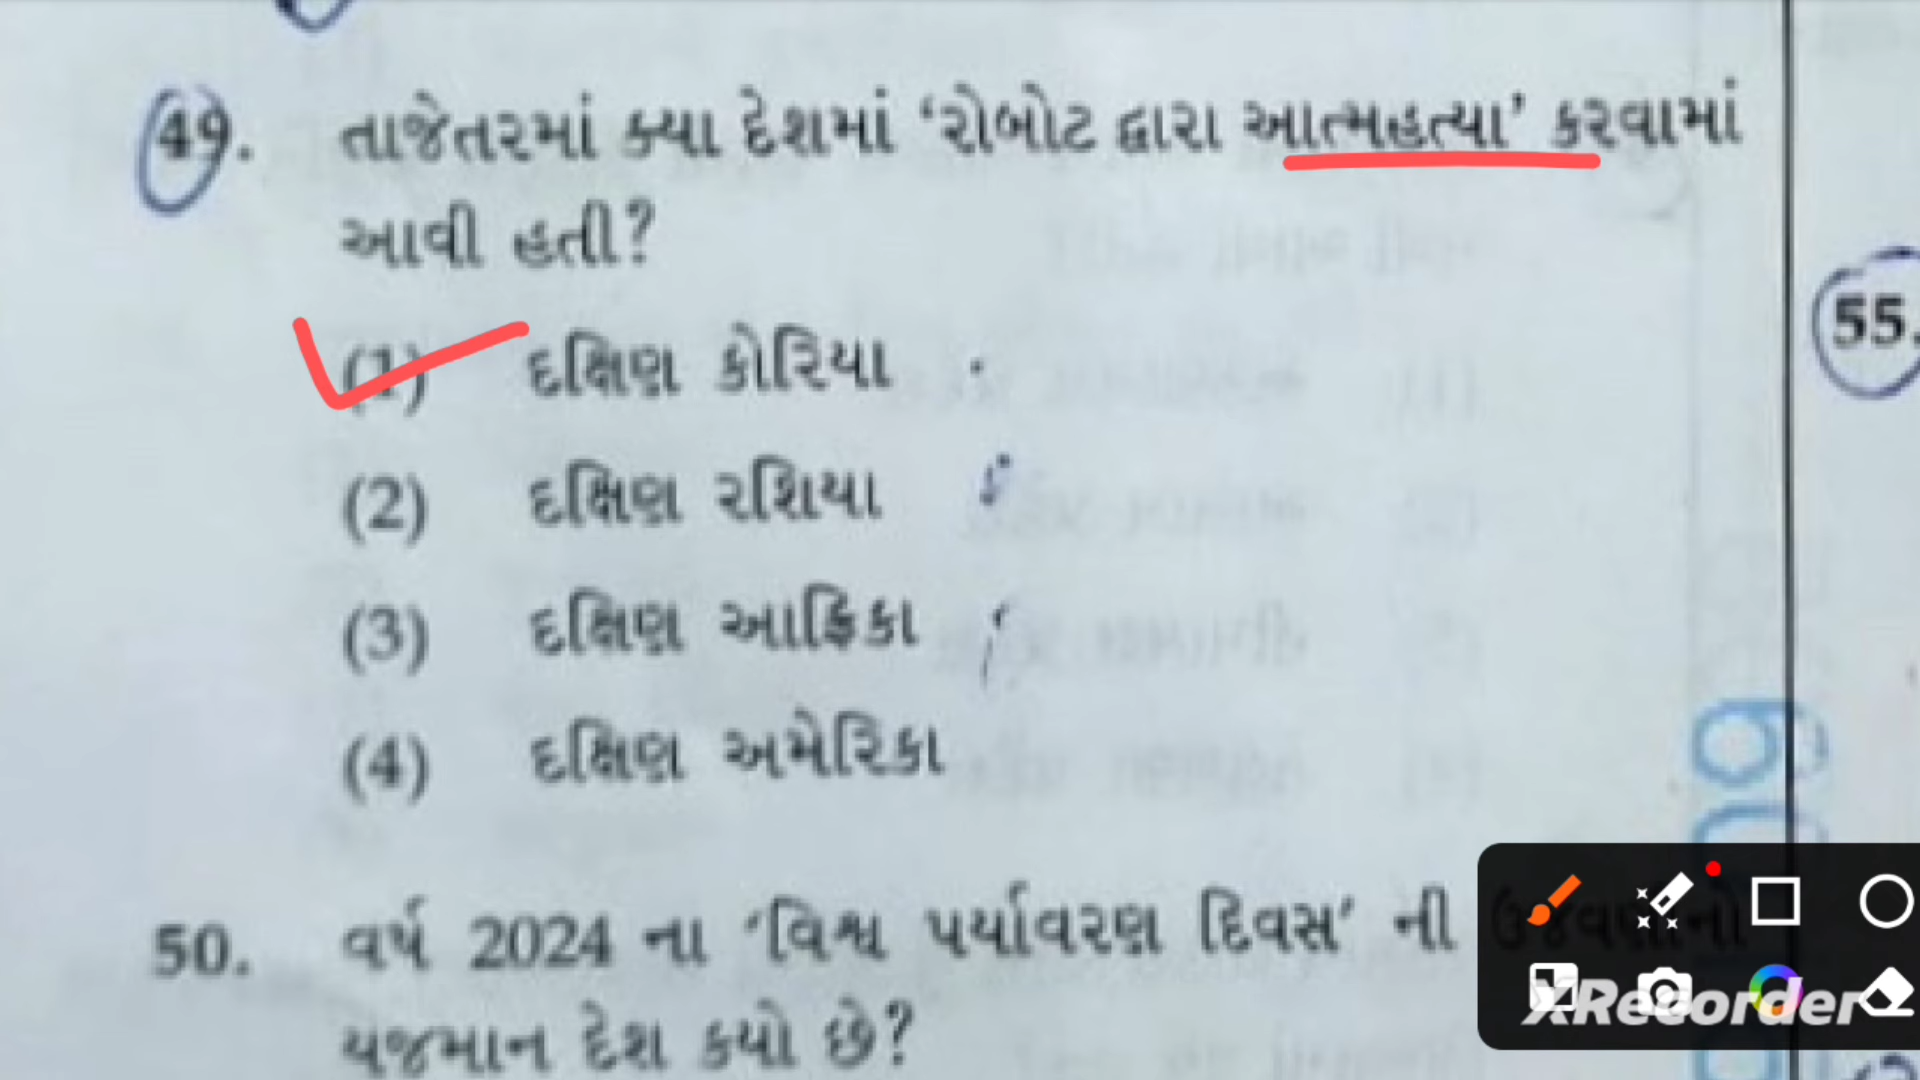 49. તાજેતરમાં ક્યા દેશમાં ‘રોબોટ દ્વારા આત્મહત્યા’ કરવામાં
આવી હતી?
(1) દક્ષિણ કોરિયા
(2) દક્ષિણ રશિયા
(3) દક્ષિણ આફ્રિકા
(4) દક્ષિણ અમેરિકા
50. વર્ષ 2024 ના ‘વિશ્વ પર્યાવરણ દિવસ’ ની ઉજવણીનો
યજમાન દેશ કયો છે?
55.
XRecorder